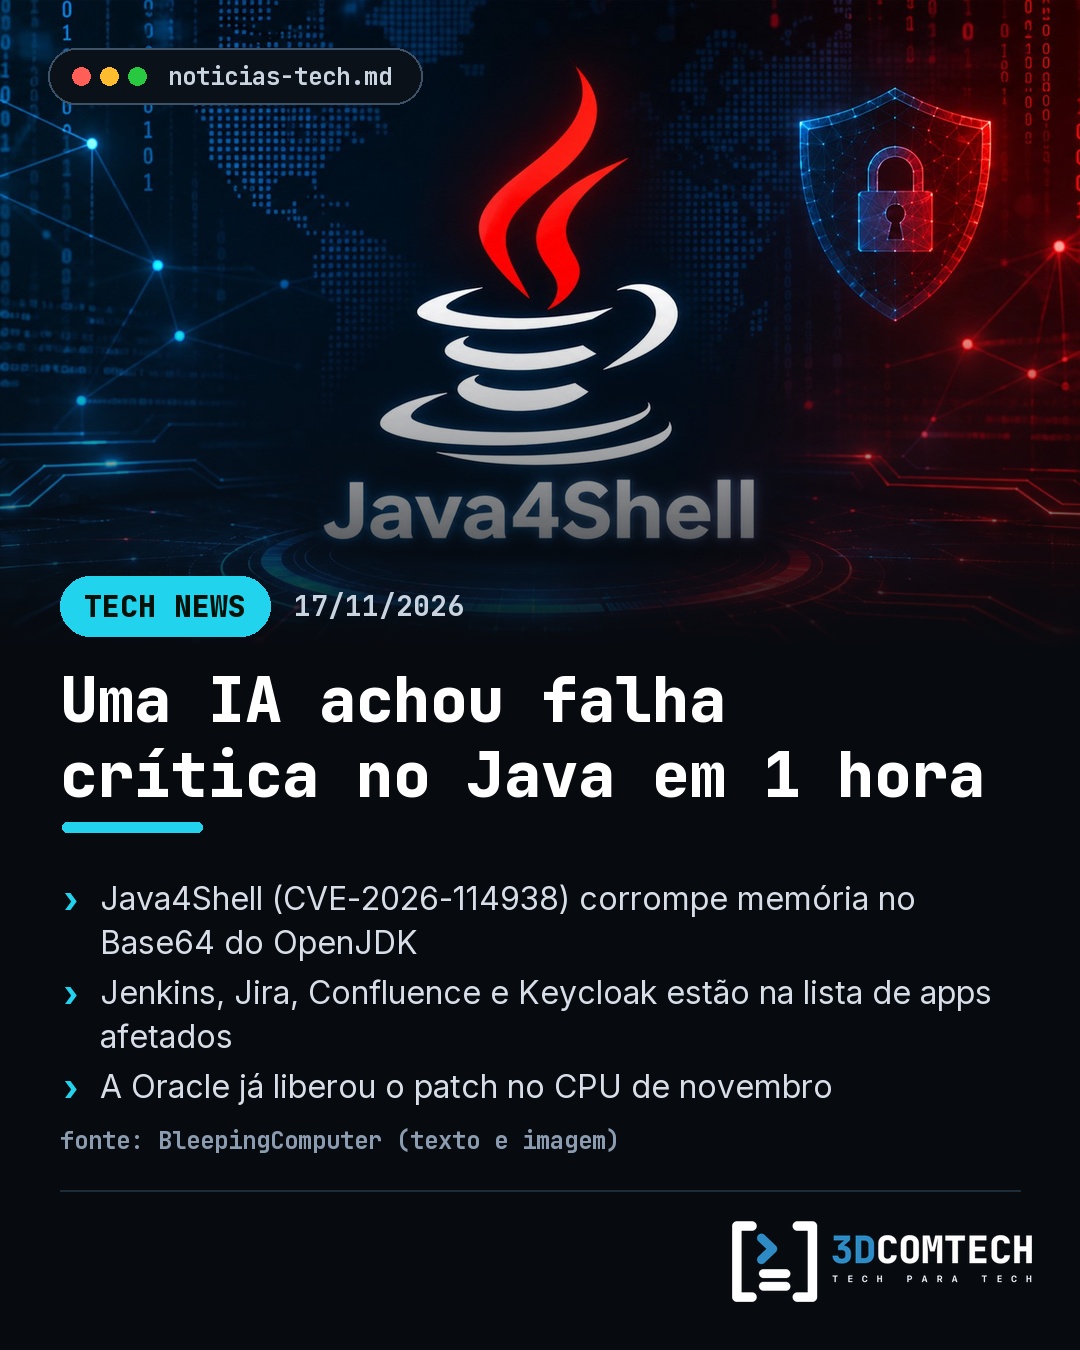 noticias-tech.md
Java4Shell
TECH NEWS 17/11/2026
Uma IA achou falha
crítica no Java em 1 hora
› Java4Shell (CVE-2026-114938) corrompe memória no
Base64 do OpenJDK
› Jenkins, Jira, Confluence e Keycloak estão na lista de apps
afetados
› A Oracle já liberou o patch no CPU de novembro
fonte: BleepingComputer (texto e imagem)
3DCOMTECH
TECH PARA TECH